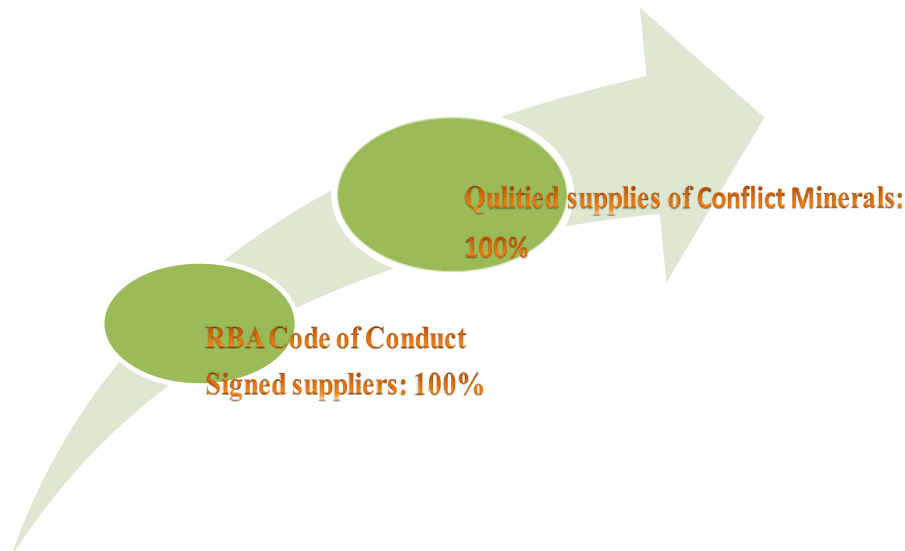 Qulitied supplies of Conflict Minerals:
100%
RBA Code of Conduct
Signed suppliers: 100%